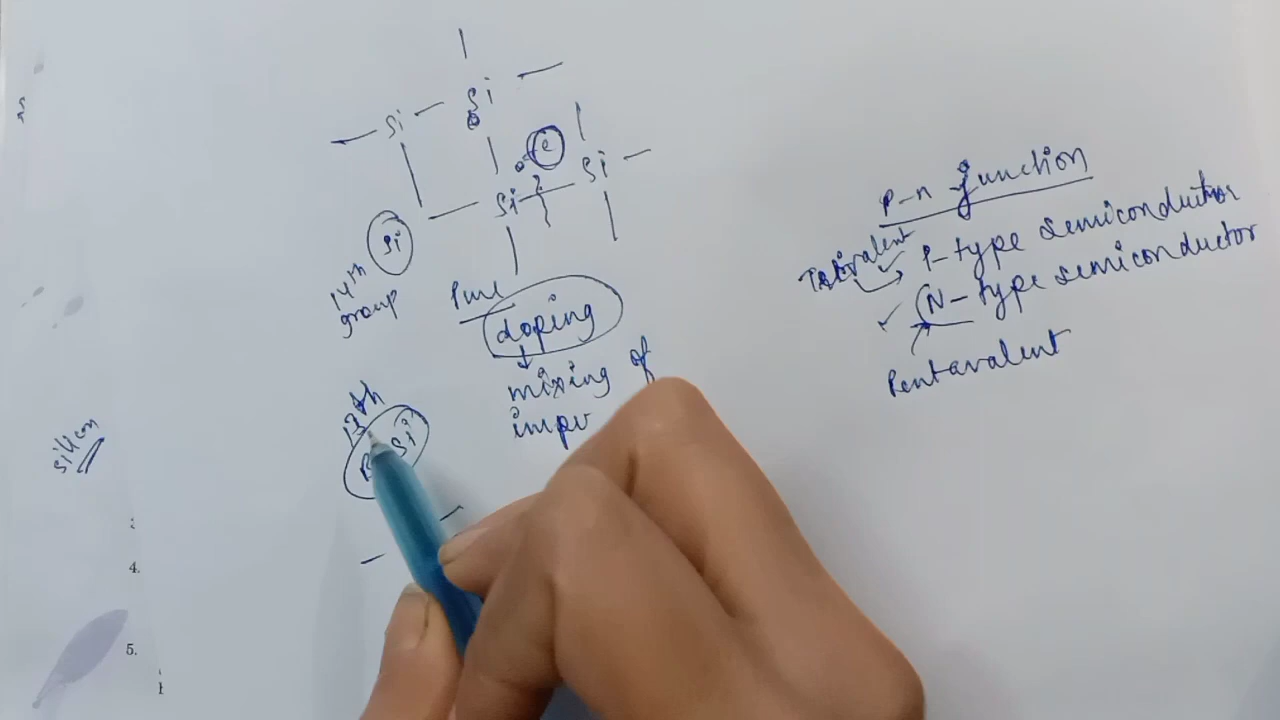 Si
Si
e
Si
Si
Si
14th
group
Pure
doping
mixing of
impu
13th
Si
silicon
P-n junction
P-type semiconductor
N-type semiconductor
Pentavalent
4.
5.